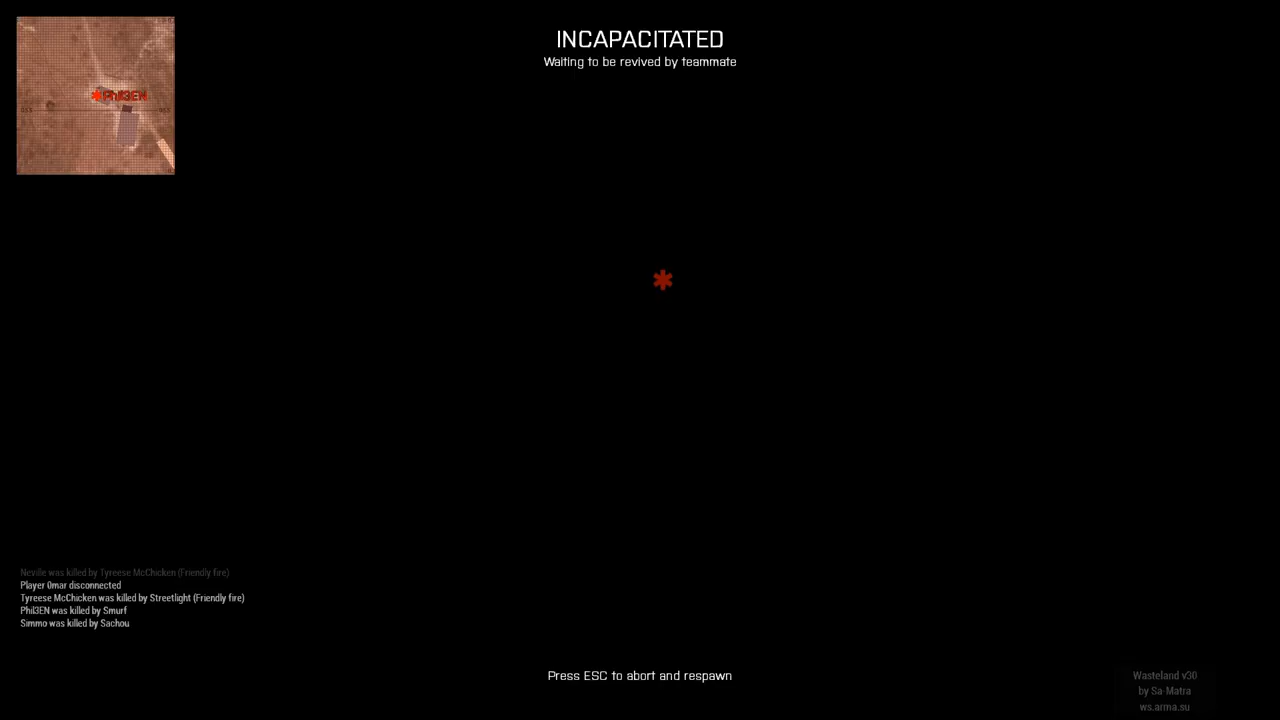 INCAPACITATED
Waiting to be revived by teammate
Phil3EN
Neville was killed by Tyreese McChicken (Friendly fire)
Player 0mar disconnected
Tyreese McChicken was killed by Streetlight (Friendly fire)
Phil3EN was killed by Smurf
Simmo was killed by Sachou
Press ESC to abort and respawn
Wasteland v30
by Sa-Matra
ws.arma.su